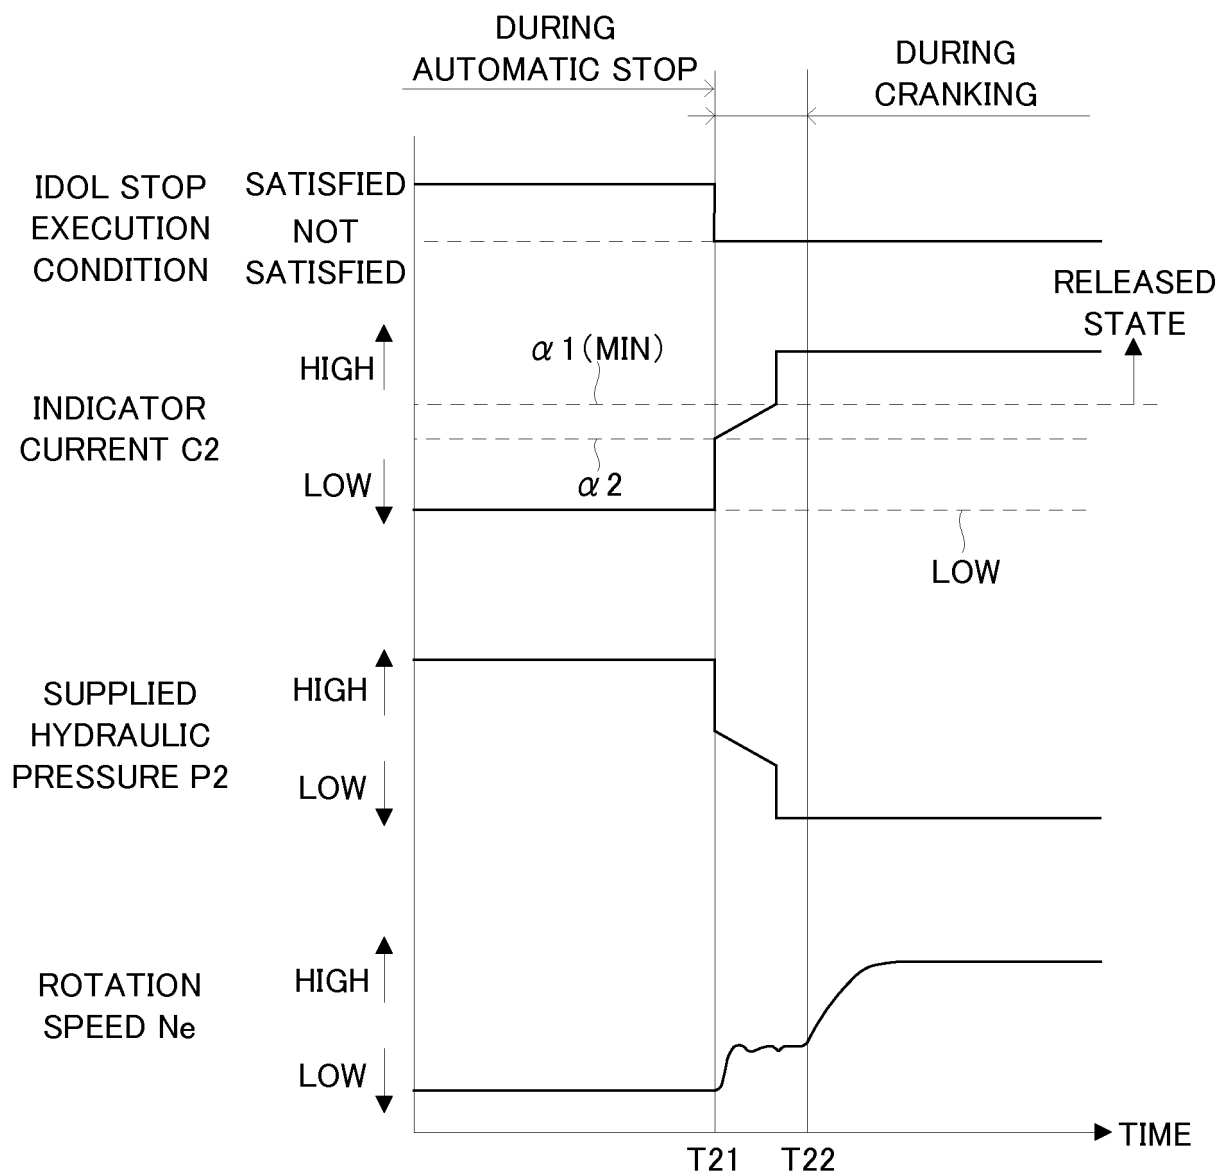 DURING
AUTOMATIC STOP
DURING
CRANKING
IDOL STOP
EXECUTION
CONDITION
SATISFIED
NOT
SATISFIED
RELEASED
STATE
HIGH
α1(MIN)
INDICATOR
CURRENT C2
LOW
α2
LOW
SUPPLIED
HYDRAULIC
PRESSURE P2
HIGH
LOW
ROTATION
SPEED Ne
HIGH
LOW
TIME
T21
T22